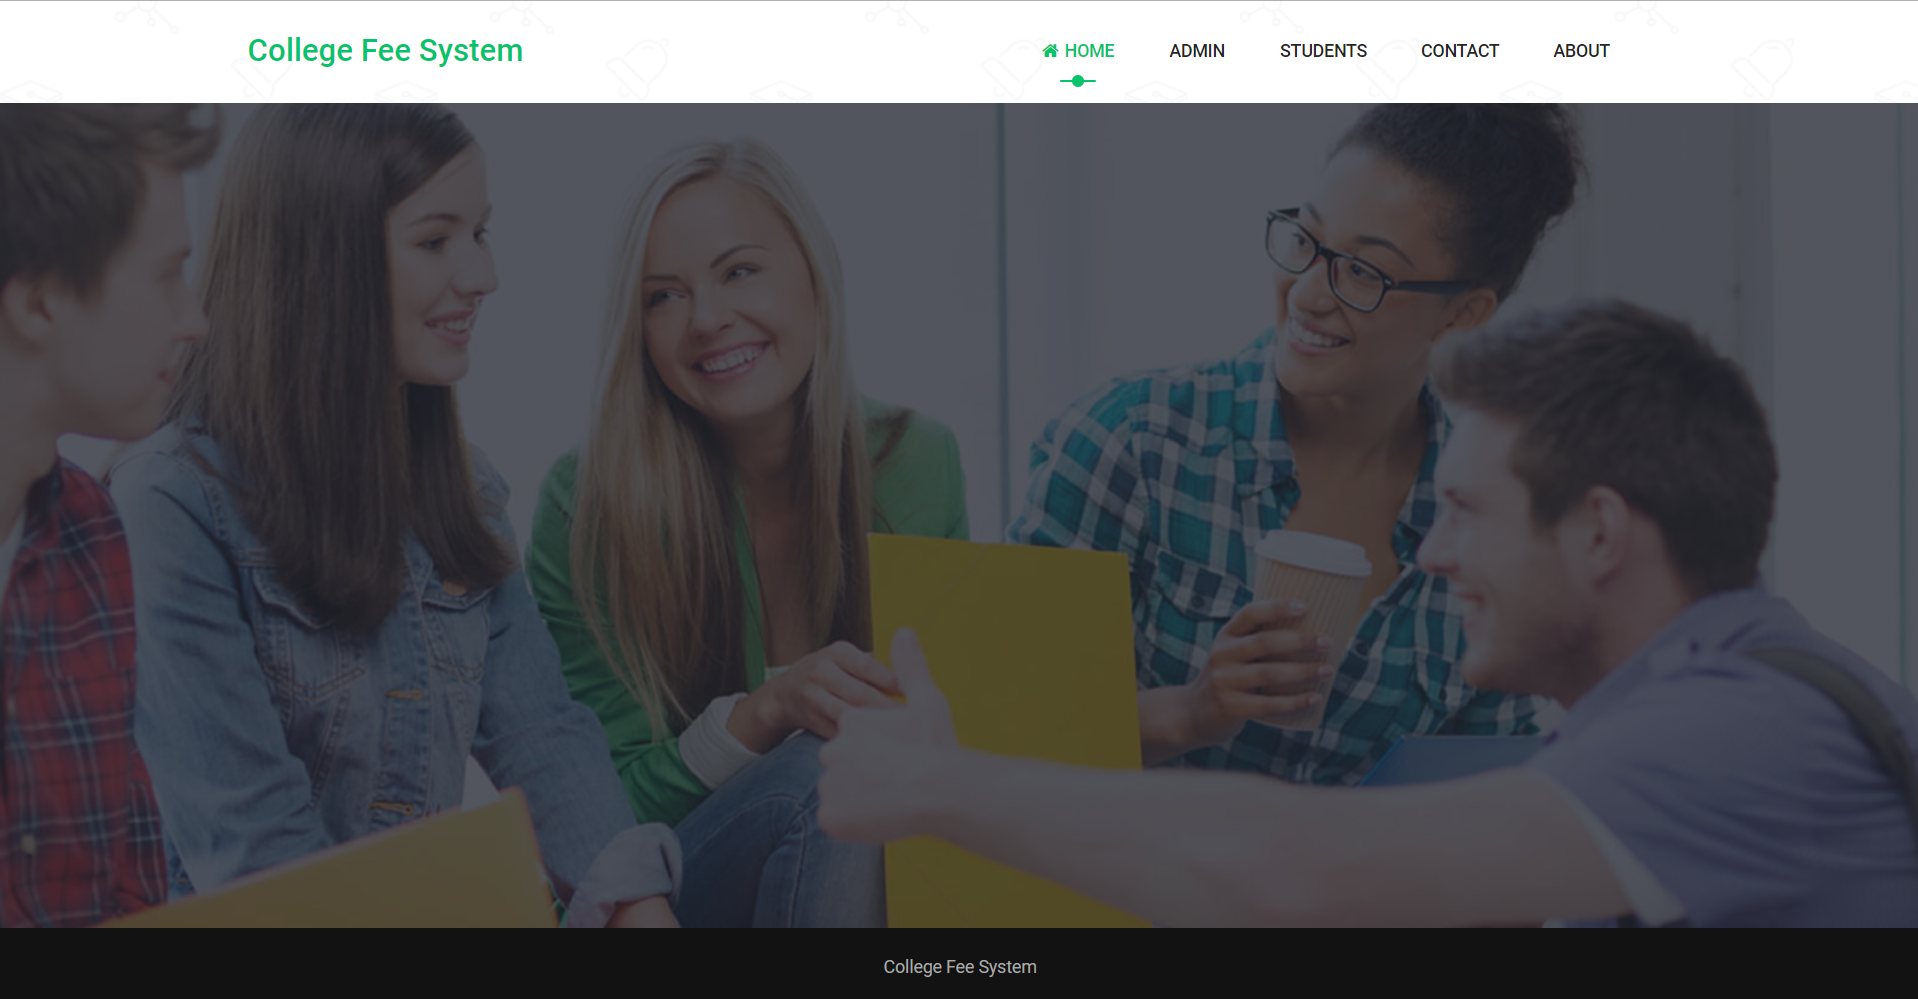 College Fee System
HOME
ADMIN
STUDENTS
CONTACT
ABOUT
College Fee System